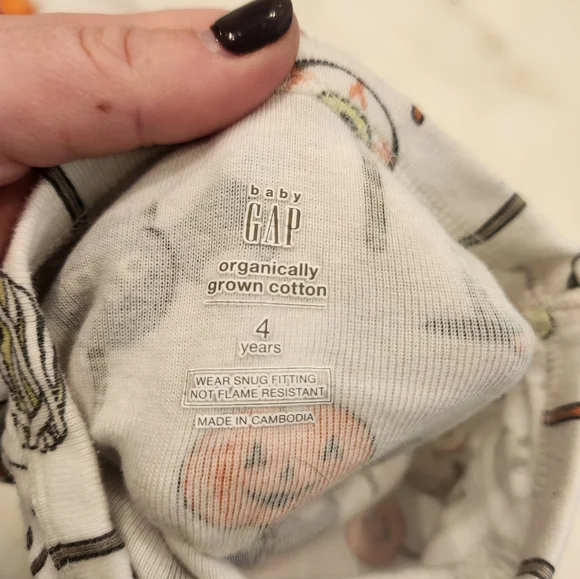 baby
GAP
organically
grown cotton
4
years
WEAR SNUG FITTING
NOT FLAME RESISTANT
MADE IN CAMBODIA